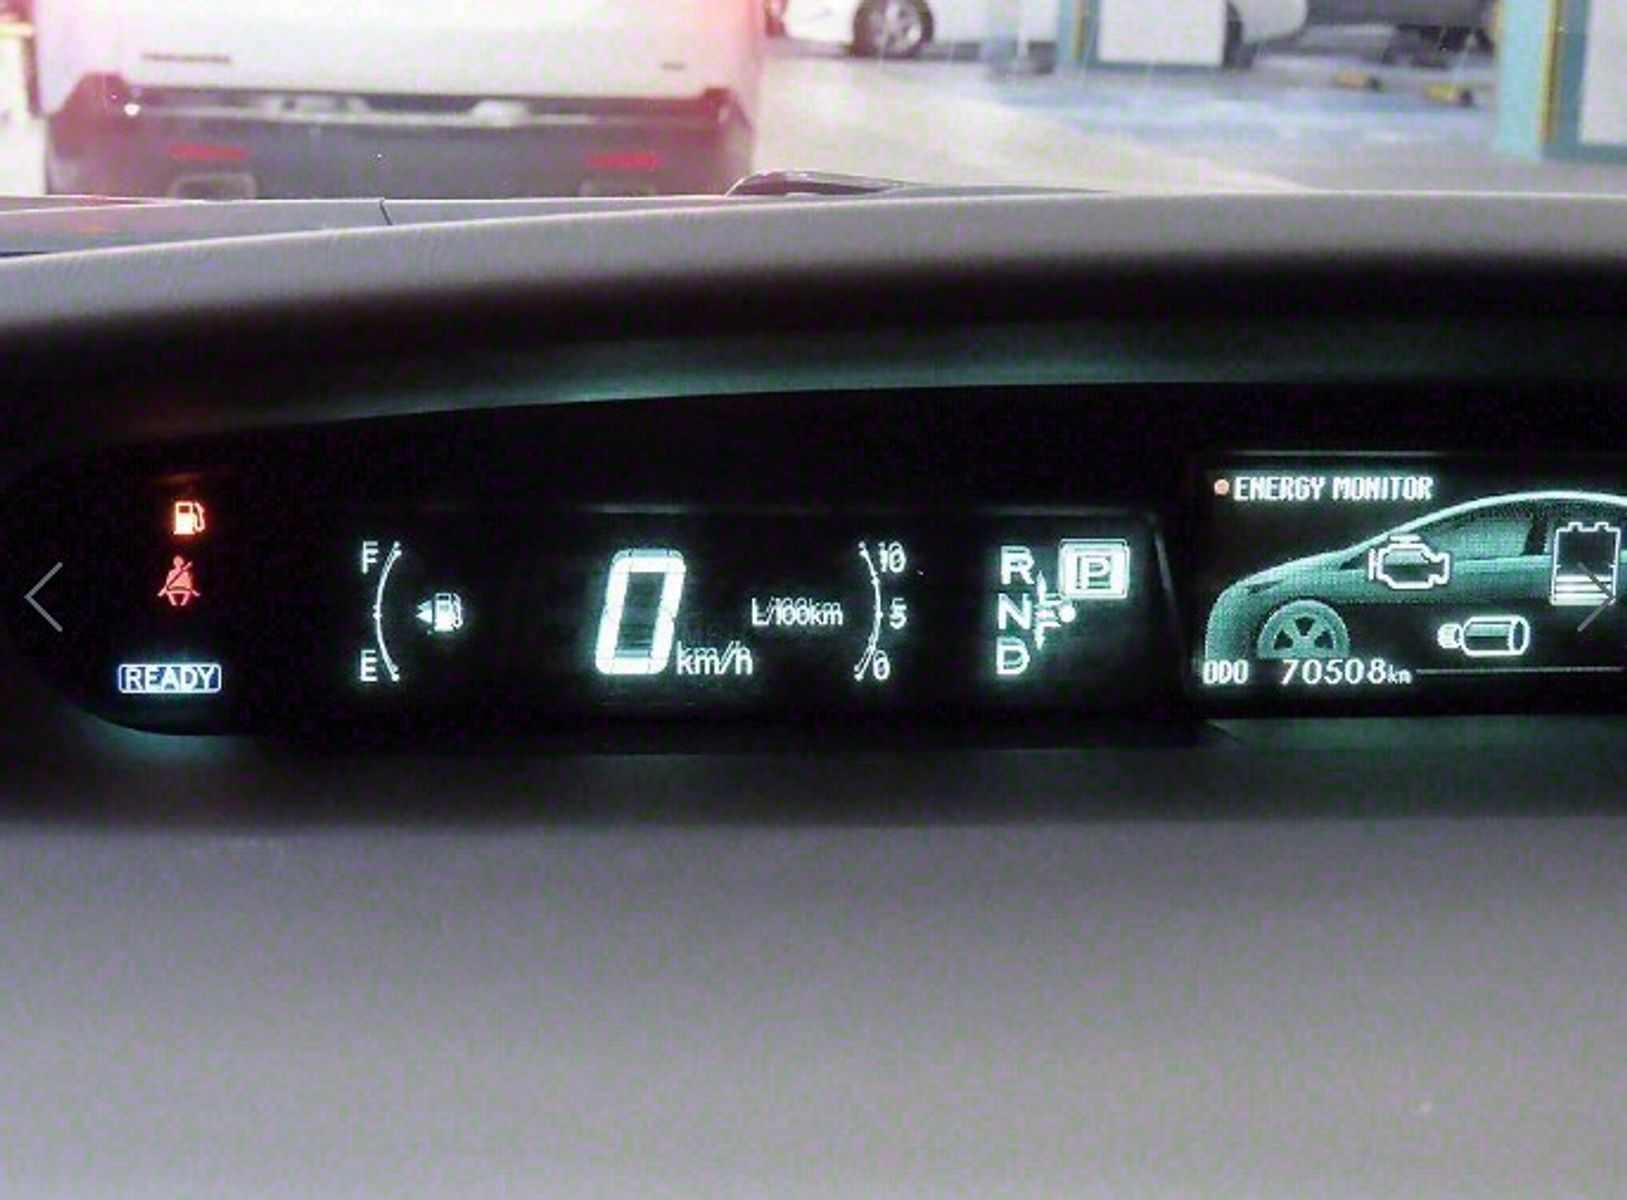 ENERGY MONITOR
F
10
R
P
L/100km
5
N
0
km/h
E
0
D
READY
ODO 70508km